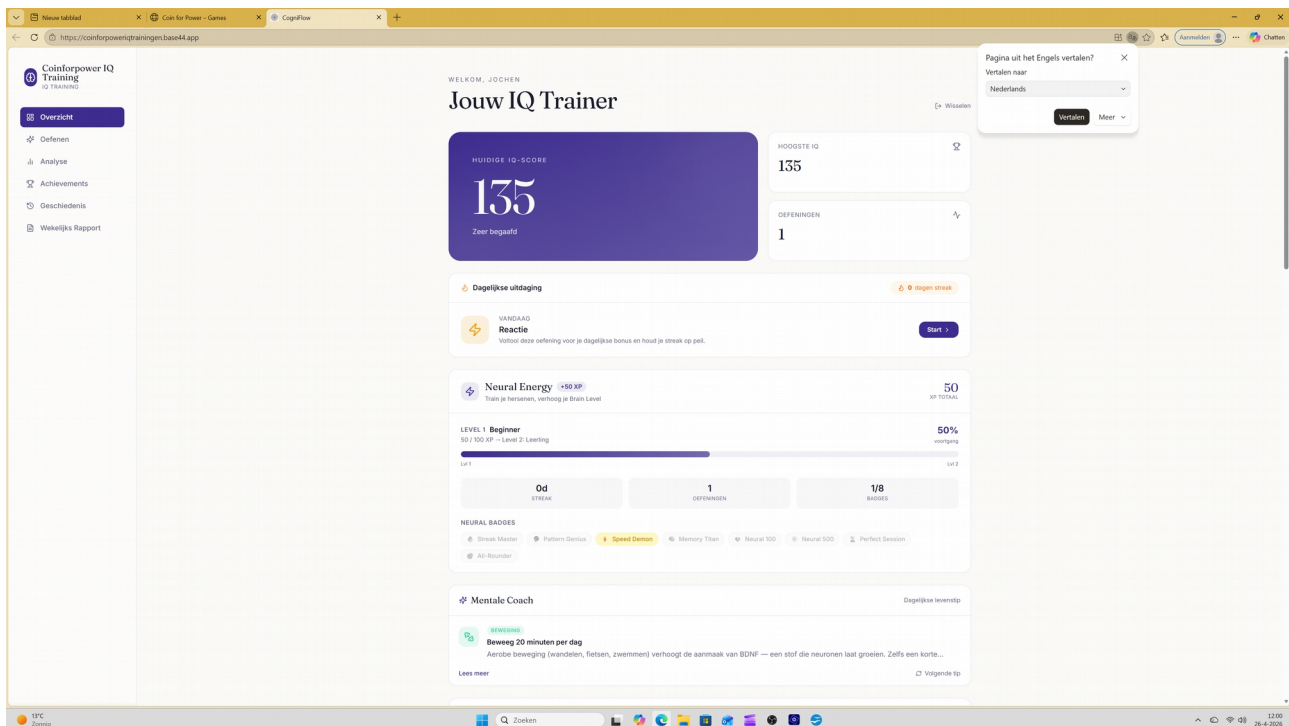 Nieuw tabblad
Coin for Power – Games
CogniFlow
https://coinforpoweriqtrainingen.base44.app
Aanmelden
Chatten
Pagina uit het Engels vertalen?
Vertalen naar
Nederlands
Vertalen
Meer
Coinforpower IQ
Training
IQ TRAINING
Overzicht
Oefenen
Analyse
Achievements
Geschiedenis
Wekelijks Rapport
WELKOM, JOCHEN
Jouw IQ Trainer
Wisselen
HUIDIGE IQ-SCORE
135
Zeer begaafd
HOOGSTE IQ
135
OEFENINGEN
1
Dagelijkse uitdaging
0 dagen streak
VANDAAG
Reactie
Voltooi deze oefening voor je dagelijkse bonus en houd je streak op peil.
Start
Neural Energy +50 XP
Train je hersenen, verhoog je Brain Level
50
XP TOTAAL
LEVEL 1 Beginner
50 / 100 XP → Level 2: Leerling
50%
voortgang
Lvl 1
Lvl 2
0d
STREAK
1
OEFENINGEN
1/8
BADGES
NEURAL BADGES
Streak Master
Pattern Genius
Speed Demon
Memory Titan
Neural 100
Neural 500
Perfect Session
All-Rounder
Mentale Coach
Dagelijkse levenstip
BEWEGING
Beweeg 20 minuten per dag
Aerobe beweging (wandelen, fietsen, zwemmen) verhoogt de aanmaak van BDNF — een stof die neuronen laat groeien. Zelfs een korte...
Lees meer
Volgende tip
13°C
Zonnig
Zoeken
12:00
26-4-2026